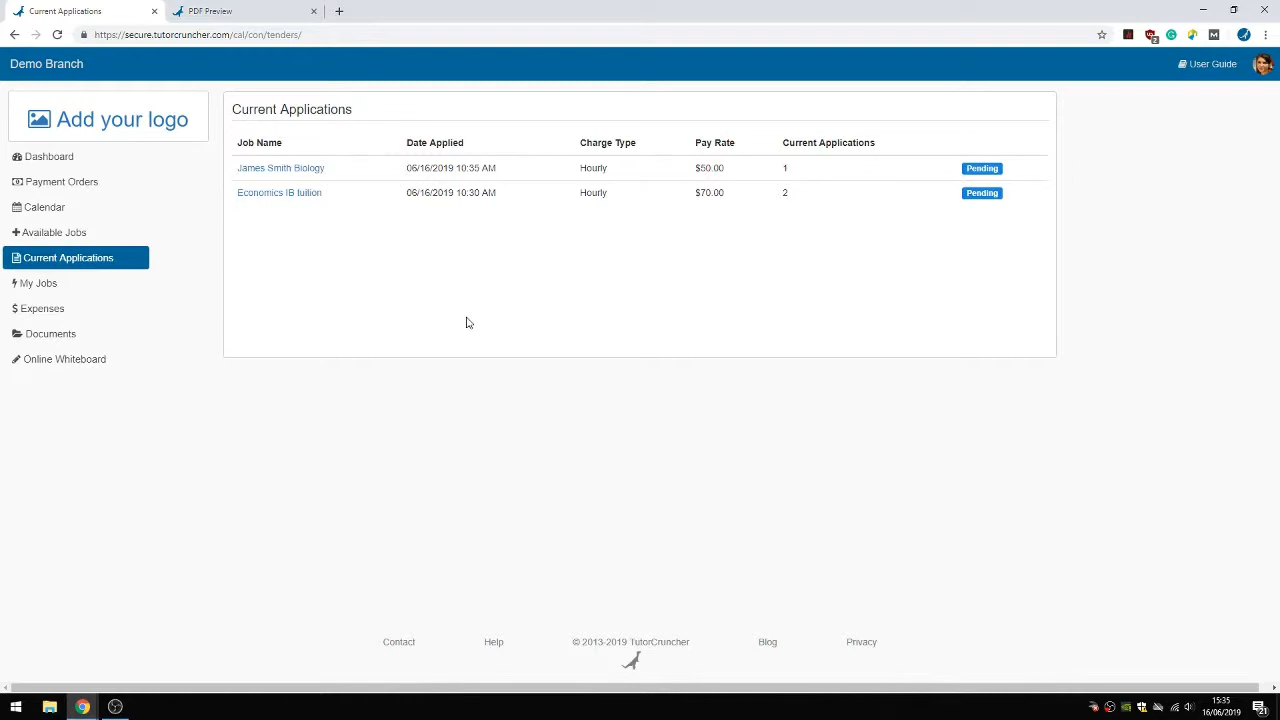 Current Applications
PDF Preview
https://secure.tutorcruncher.com/cal/con/tenders/
Demo Branch
User Guide
Add your logo
Dashboard
Payment Orders
Calendar
Available Jobs
Current Applications
My Jobs
Expenses
Documents
Online Whiteboard
Current Applications
Job Name Date Applied Charge Type Pay Rate Current Applications
James Smith Biology 06/16/2019 10:35 AM Hourly $50.00 1 Pending
Economics IB tuition 06/16/2019 10:30 AM Hourly $70.00 2 Pending
Contact Help © 2013-2019 TutorCruncher Blog Privacy
15:35
16/06/2019